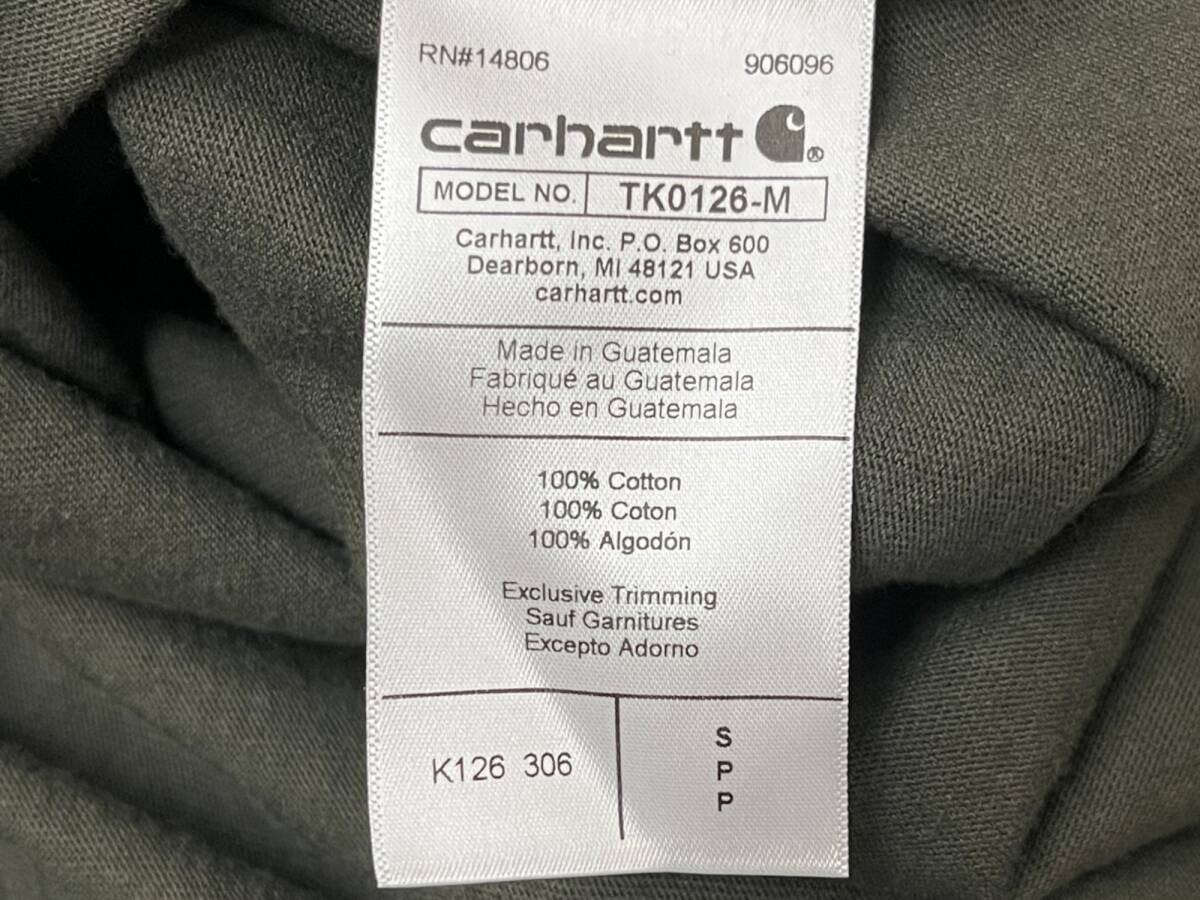 RN#14806 906096
carhartt ®
MODEL NO. TK0126-M
Carhartt, Inc. P.O. Box 600
Dearborn, MI 48121 USA
carhartt.com
Made in Guatemala
Fabriqué au Guatemala
Hecho en Guatemala
100% Cotton
100% Coton
100% Algodón
Exclusive Trimming
Sauf Garnitures
Excepto Adorno
K126 306
S
P
P